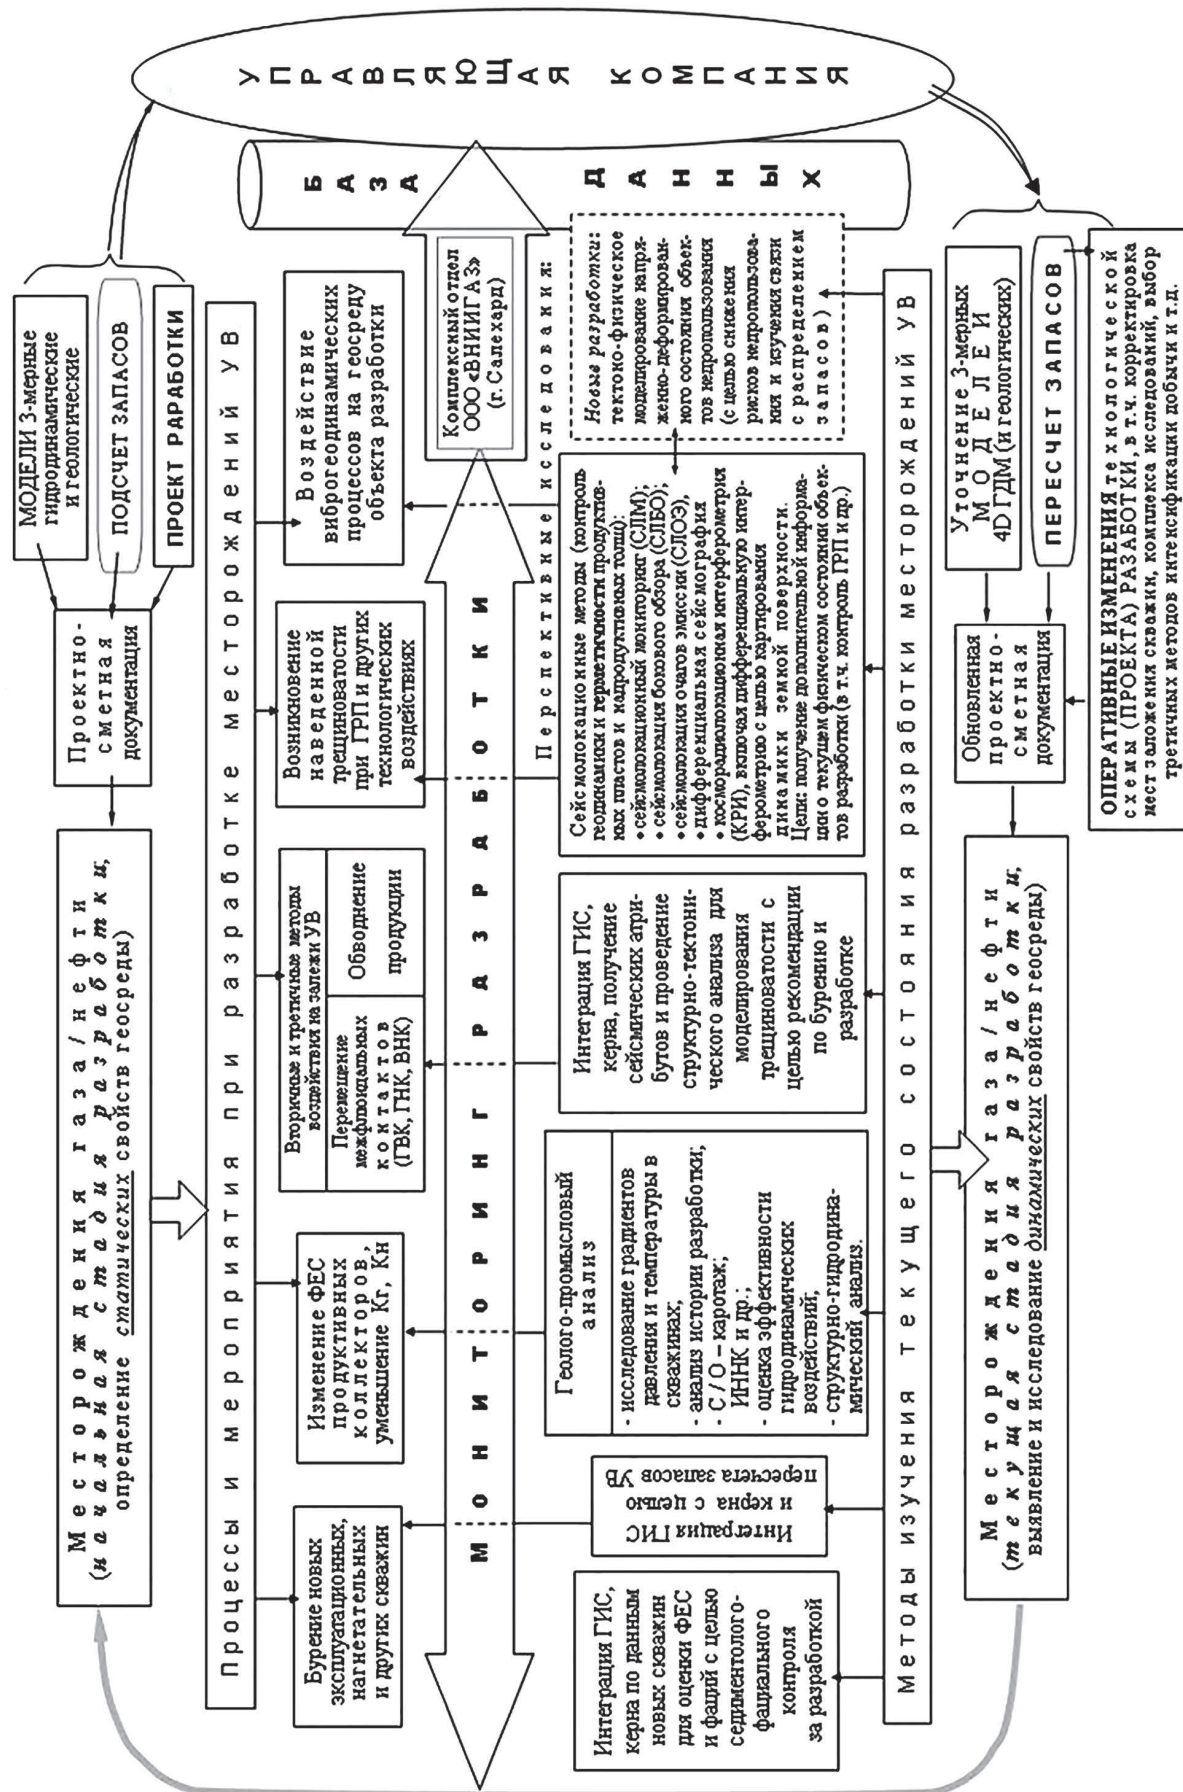 УПРАВЛЯЮЩАЯ КОМПАНИЯ
БАЗА ДАННЫХ
МОДЕЛИ 3-мерные
гидродинамические
и геологические
ПОДСЧЕТ ЗАПАСОВ
ПРОЕКТ РАРАБОТКИ
Проектно-
сметная
документация
Месторождения газа/нефти
(начальная стадия разработки,
определение статических свойств геосреды)
Процессы и мероприятия при разработке месторождений УВ
Бурение новых
эксплуатационных,
нагнетательных
и других скважин
Изменение ФЕС
продуктивных
коллекторов,
уменьшение Кг, Кн
Вторичные и третичные методы
воздействия на залежи УВ
Перемещение
межфлюидальных
контактов
(ГВК, ГНК, ВНК)
Обводнение
продукции
Возникновение
наведенной
трещиноватости
при ГРП и других
технологических
воздействиях
Воздействие
виброгеодинамических
процессов на геосреду
объекта разработки
МОНИТОРИНГ РАЗРАБОТКИ
Комплексный отдел
ООО «ВНИИГАЗ»
(г. Салехард)
Перспективные исследования:
Интеграция ГИС,
керна по данным
новых скважин
для оценки ФЕС
и фаций с целью
седиментолого-
фациального
контроля
за разработкой
Интеграция ГИС
и керна с целью
пересчета запасов УВ
Геолого-промысловый
анализ
- исследование градиентов
давления и температуры в
скважинах;
- анализ истории разработки;
- С / О – каротаж;
ИННК и др.;
- оценка эффективности
гидродинамических
воздействий;
- структурно-гидродина-
мический анализ.
Интеграция ГИС,
керна, получение
сейсмических атри-
бутов и проведение
структурно-тектони-
ческого анализа для
моделирования
трещиноватости с
целью рекомендации
по бурению и
разработке
Сейсмолокационные методы (контроль
геодинамики и герметичности продуктив-
ных пластов и надпродуктивных толщ):
• сейсмолокационный мониторинг (СЛМ);
• сейсмолокация бокового обзора (СЛБО);
• сейсмолокация очагов эмиссии (СЛОЭ),
• дифференциальная сейсмография
• косморадиолокационная интерферометрия
(КРИ), включая дифференциальную интер-
ферометрию с целью картирования
динамики земной поверхности.
Цели: получение дополнительной информа-
ции о текущем физическом состоянии объек-
тов разработки (в т.ч. контроль ГРП и др.)
Новые разработки:
тектоно-физическое
моделирование напря-
женно-деформирован-
ного состояния объек-
тов недропользования
(с целью снижения
рисков недропользова-
ния и изучения связи
с распределением
запасов)
Методы изучения текущего состояния разработки месторождений УВ
Месторождения газа/нефти
(текущая стадия разработки,
выявление и исследование динамических свойств геосреды)
Обновленная
проектно-
сметная
документация
Уточнение 3-мерных
МОДЕЛЕЙ
4D ГДМ (и геологических)
ПЕРЕСЧЕТ ЗАПАСОВ
ОПЕРАТИВНЫЕ ИЗМЕНЕНИЯ технологической
схемы (ПРОЕКТА) РАЗАБОТКИ, в т.ч. корректировка
мест заложения скважин, комплекса исследований, выбор
третичных методов интенсификации добычи и т.д.